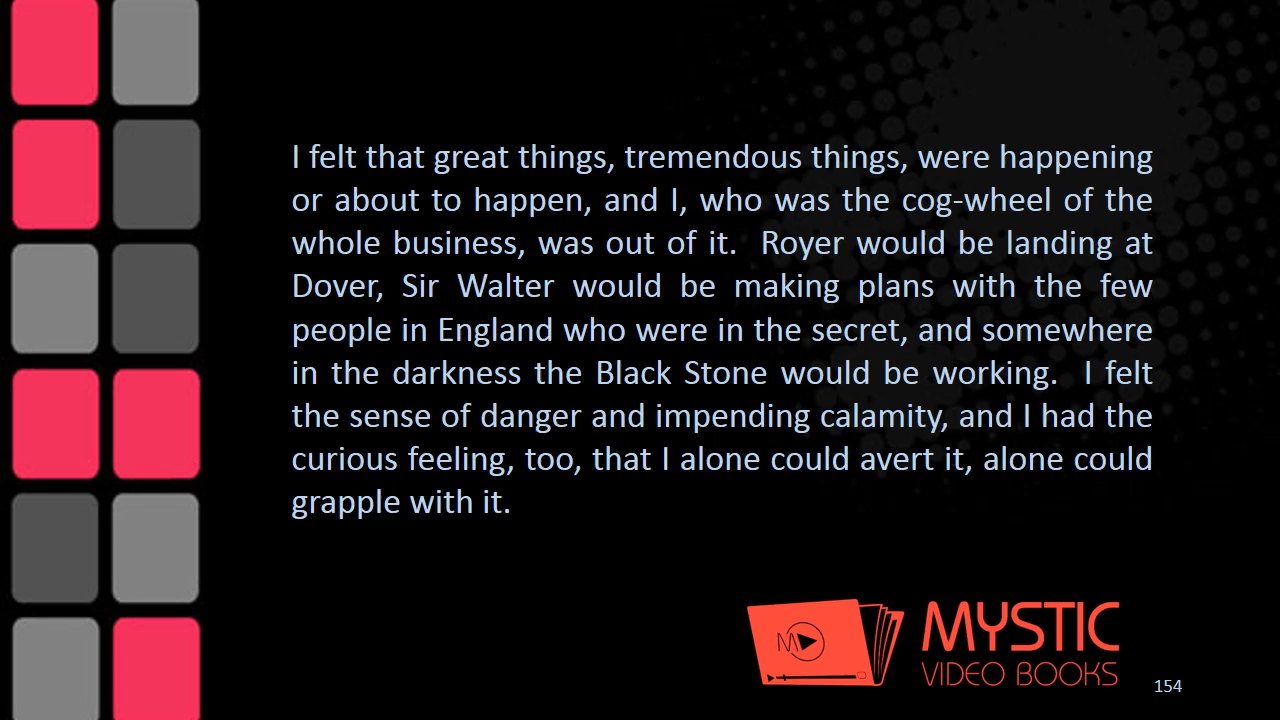 I felt that great things, tremendous things, were happening
or about to happen, and I, who was the cog-wheel of the
whole business, was out of it.  Royer would be landing at
Dover, Sir Walter would be making plans with the few
people in England who were in the secret, and somewhere
in the darkness the Black Stone would be working.  I felt
the sense of danger and impending calamity, and I had the
curious feeling, too, that I alone could avert it, alone could
grapple with it.
M
MYSTIC
VIDEO BOOKS
154